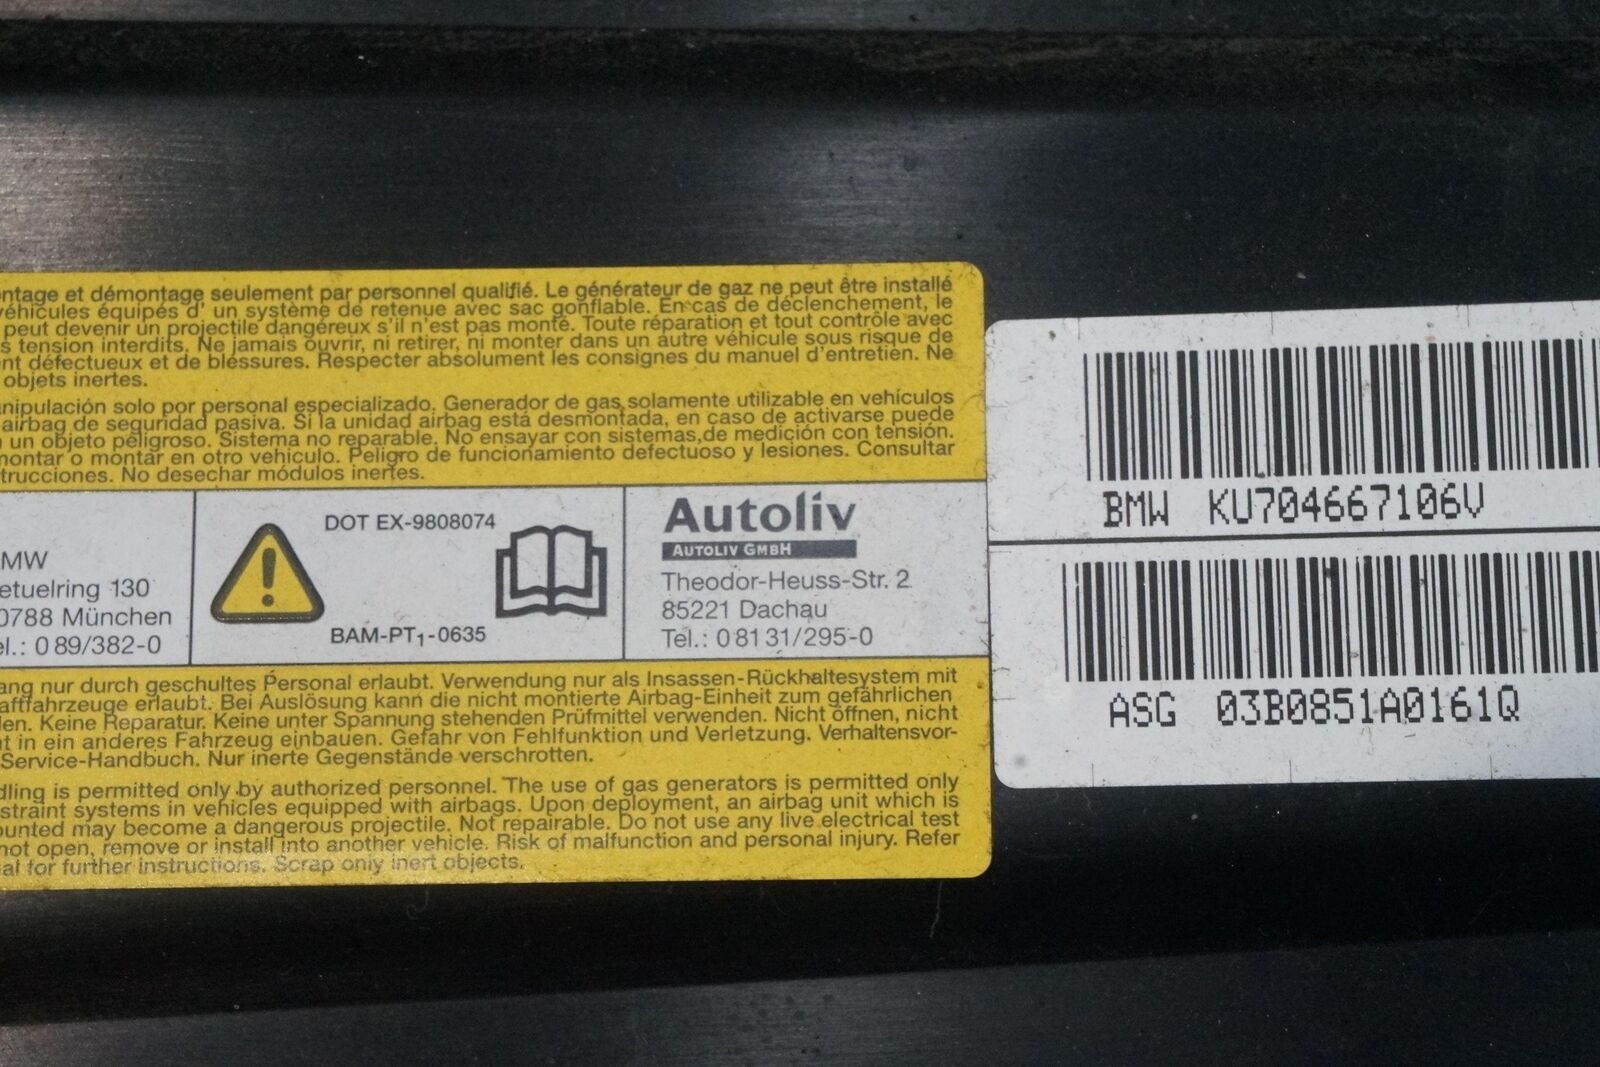 ntage et démontage seulement par personnel qualifié. Le générateur de gaz ne peut être installé
véhicules équipés d' un système de retenue avec sac gonflable. En cas de déclenchement, le
peut devenir un projectile dangéreux s'il n'est pas monté. Toute réparation et tout contrôle avec
s tension interdits. Ne jamais ouvrir, ni retirer, ni monter dans un autre véhicule sous risque de
nt défectueux et de bléssures. Respecter absolument les consignes du manuel d'entretien. Ne
objets inertes.
nipulación solo por personal especializado. Generador de gas solamente utilizable en vehículos
airbag de seguridad pasiva. Si la unidad airbag está desmontada, en caso de activarse puede
n un objeto peligroso. Sistema no reparable. No ensayar con sistemas de medición con tensión.
montar o montar en otro vehículo. Peligro de funcionamiento defectuoso y lesiones. Consultar
trucciones. No desechar módulos inertes.
MW
etuelring 130
0788 München
el.: 0 89/382-0
DOT EX-9808074
BAM-PT1-0635
Autoliv
AUTOLIV GMBH
Theodor-Heuss-Str. 2
85221 Dachau
Tel.: 0 81 31/295-0
ang nur durch geschultes Personal erlaubt. Verwendung nur als Insassen-Rückhaltesystem mit
aftfahrzeuge erlaubt. Bei Auslösung kann die nicht montierte Airbag-Einheit zum gefährlichen
den. Keine Reparatur. Keine unter Spannung stehenden Prüfmittel verwenden. Nicht öffnen, nicht
t in ein anderes Fahrzeug einbauen. Gefahr von Fehlfunktion und Verletzung. Verhaltensvor-
Service-Handbuch. Nur inerte Gegenstände verschrotten.
dling is permitted only by authorized personnel. The use of gas generators is permitted only
straint systems in vehicles equipped with airbags. Upon deployment, an airbag unit which is
ounted may become a dangerous projectile. Not repairable. Do not use any live electrical test
not open, remove or install into another vehicle. Risk of malfunction and personal injury. Refer
al for further instructions. Scrap only inert objects.
BMW KU704667106V
ASG 03B0851A0161Q